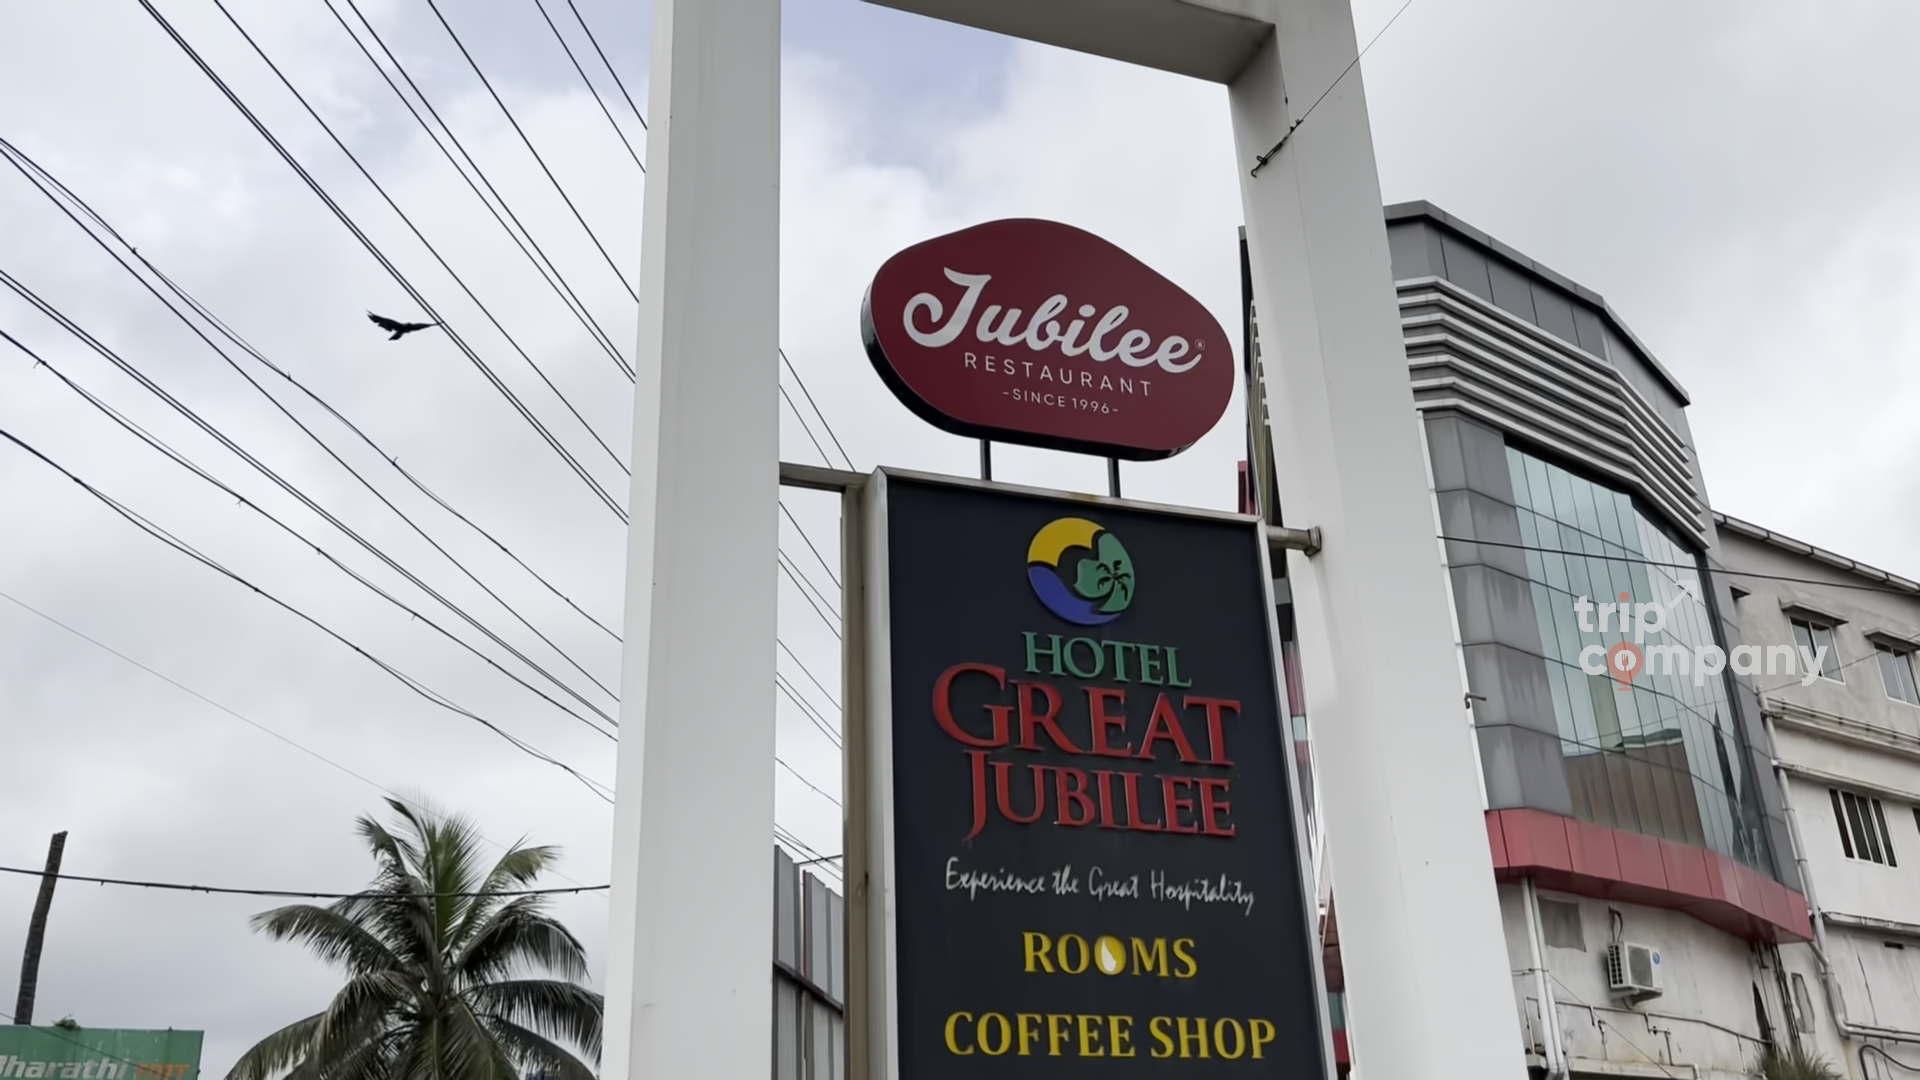 Jubilee®
RESTAURANT
-SINCE 1996-
HOTEL
GREAT
JUBILEE
Experience the Great Hospitality
ROOMS
COFFEE SHOP
trip
company
Bharathi